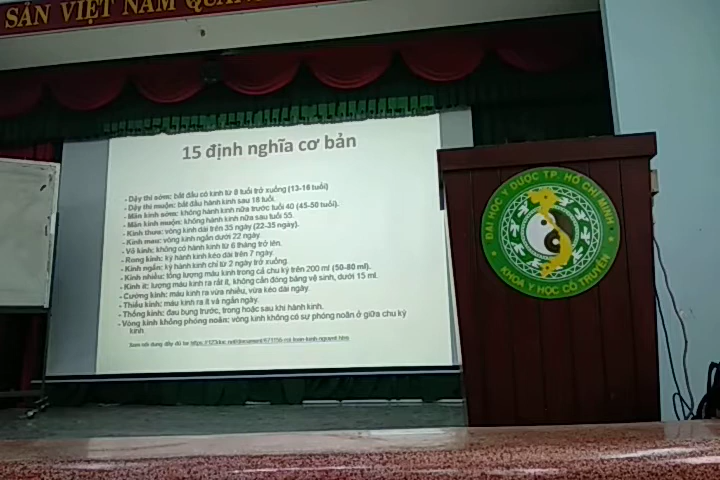 SẢN VIỆT NAM QUANG
15 định nghĩa cơ bản
- Dậy thì sớm: bắt đầu có kinh từ 8 tuổi trở xuống (13-16 tuổi)
- Dậy thì muộn: bắt đầu hành kinh sau 18 tuổi.
- Mãn kinh sớm: không hành kinh nữa trước tuổi 40 (45-50 tuổi).
- Mãn kinh muộn: không hành kinh nữa sau tuổi 55.
- Kinh thưa: vòng kinh dài trên 35 ngày (22-35 ngày).
- Kinh mau: vòng kinh ngắn dưới 22 ngày.
- Vô kinh: không có hành kinh từ 6 tháng trở lên.
- Rong kinh: kỳ hành kinh kéo dài trên 7 ngày.
- Kinh ngắn: kỳ hành kinh chỉ từ 2 ngày trở xuống.
- Kinh nhiều: tổng lượng máu kinh trong cả chu kỳ trên 200 ml (50-80 ml).
- Kinh ít: lượng máu kinh ra rất ít, không cần đóng băng vệ sinh, dưới 15 ml.
- Cường kinh: máu kinh ra vừa nhiều, vừa kéo dài ngày.
- Thiểu kinh: máu kinh ra ít và ngắn ngày.
- Thống kinh: đau bụng trước, trong hoặc sau khi hành kinh.
- Vòng kinh không phóng noãn: vòng kinh không có sự phóng noãn ở giữa chu kỳ
kinh
Xem nội dung đầy đủ tại
ĐẠI HỌC Y DƯỢC TP. HỒ CHÍ MINH
KHOA Y HỌC CỔ TRUYỀN